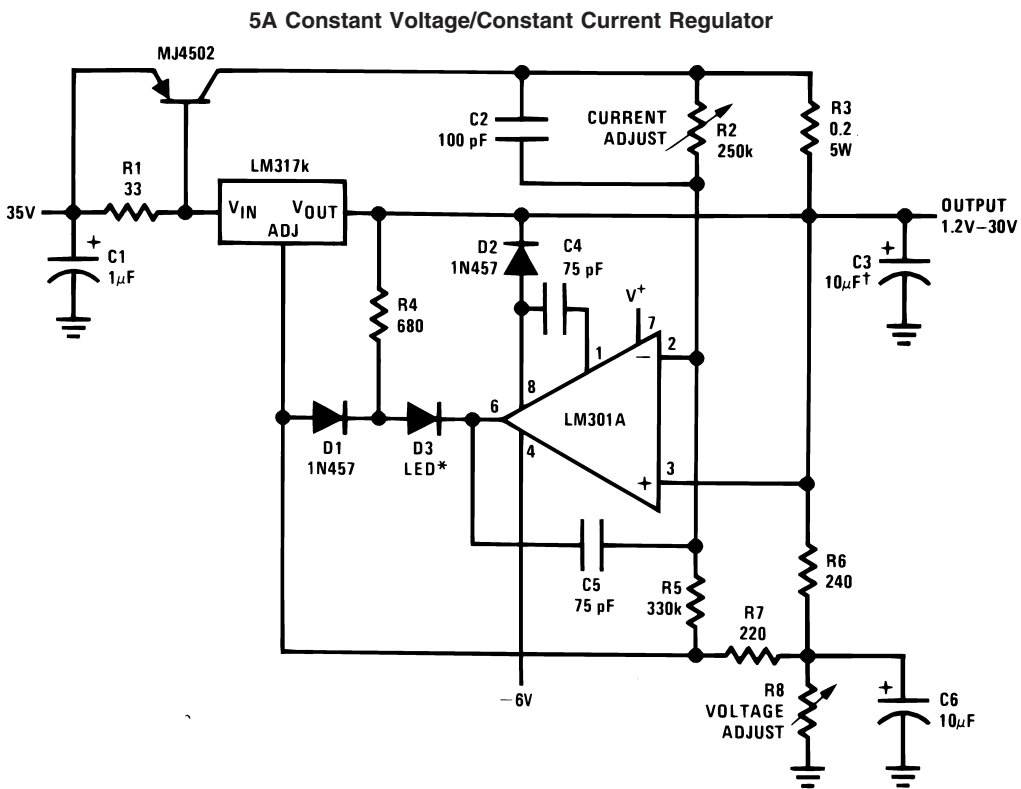 5A Constant Voltage/Constant Current Regulator
MJ4502
C2
100 pF
CURRENT
ADJUST
R2
250k
R3
0.2
5W
R1
33
LM317k
35V
VIN
VOUT
ADJ
OUTPUT
1.2V–30V
C1
1μF
R4
680
D2
1N457
C4
75 pF
C3
10μF†
V+
7
2
1
−
8
6
LM301A
D1
1N457
D3
LED*
4
3
+
C5
75 pF
R5
330k
R6
240
R7
220
−6V
R8
VOLTAGE
ADJUST
C6
10μF